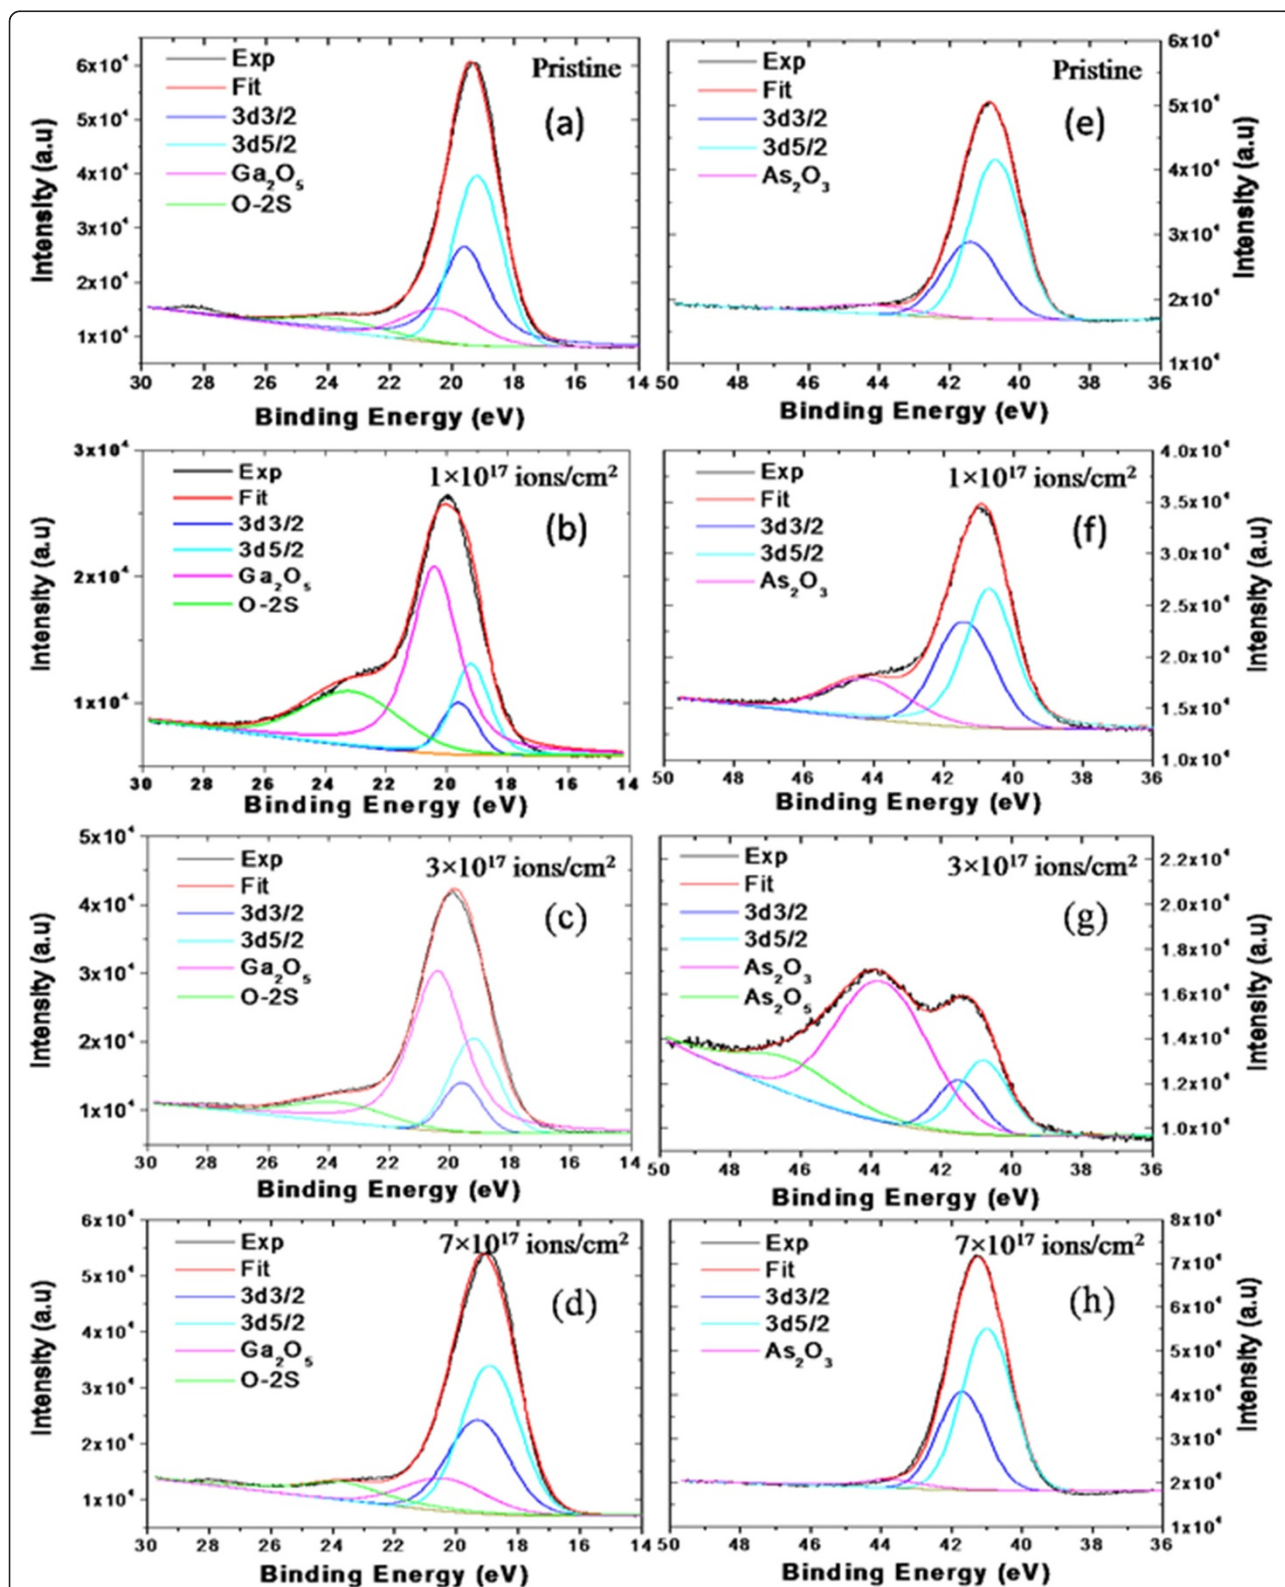 Exp
Fit
3d3/2
3d5/2
Ga₂O₅
O-2S
Pristine
(a)
6x10⁴
5x10⁴
4x10⁴
3x10⁴
2x10⁴
1x10⁴
Intensity (a.u)
30 28 26 24 22 20 18 16 14
Binding Energy (eV)
Exp
Fit
3d3/2
3d5/2
As₂O₃
Pristine
(e)
6x10⁴
5x10⁴
4x10⁴
3x10⁴
2x10⁴
1x10⁴
Intensity (a.u)
50 48 46 44 42 40 38 36
Binding Energy (eV)
Exp
Fit
3d3/2
3d5/2
Ga₂O₅
O-2S
1×10¹⁷ ions/cm²
(b)
3x10⁴
2x10⁴
1x10⁴
Intensity (a.u)
30 28 26 24 22 20 18 16 14
Binding Energy (eV)
Exp
Fit
3d3/2
3d5/2
As₂O₃
1×10¹⁷ ions/cm²
(f)
4.0x10⁴
3.5x10⁴
3.0x10⁴
2.5x10⁴
2.0x10⁴
1.5x10⁴
1.0x10⁴
Intensity (a.u)
50 48 46 44 42 40 38 36
Binding Energy (eV)
Exp
Fit
3d3/2
3d5/2
Ga₂O₅
O-2S
3×10¹⁷ ions/cm²
(c)
5x10⁴
4x10⁴
3x10⁴
2x10⁴
1x10⁴
Intensity (a.u)
30 28 26 24 22 20 18 16 14
Binding Energy (eV)
Exp
Fit
3d3/2
3d5/2
As₂O₃
As₂O₅
3×10¹⁷ ions/cm²
(g)
2.2x10⁴
2.0x10⁴
1.8x10⁴
1.6x10⁴
1.4x10⁴
1.2x10⁴
1.0x10⁴
Intensity (a.u)
50 48 46 44 42 40 38 36
Binding Energy (eV)
Exp
Fit
3d3/2
3d5/2
Ga₂O₅
O-2S
7×10¹⁷ ions/cm²
(d)
6x10⁴
5x10⁴
4x10⁴
3x10⁴
2x10⁴
1x10⁴
Intensity (a.u)
30 28 26 24 22 20 18 16 14
Binding Energy (eV)
Exp
Fit
3d3/2
3d5/2
As₂O₃
7×10¹⁷ ions/cm²
(h)
8x10⁴
7x10⁴
6x10⁴
5x10⁴
4x10⁴
3x10⁴
2x10⁴
1x10⁴
Intensity (a.u)
50 48 46 44 42 40 38 36
Binding Energy (eV)